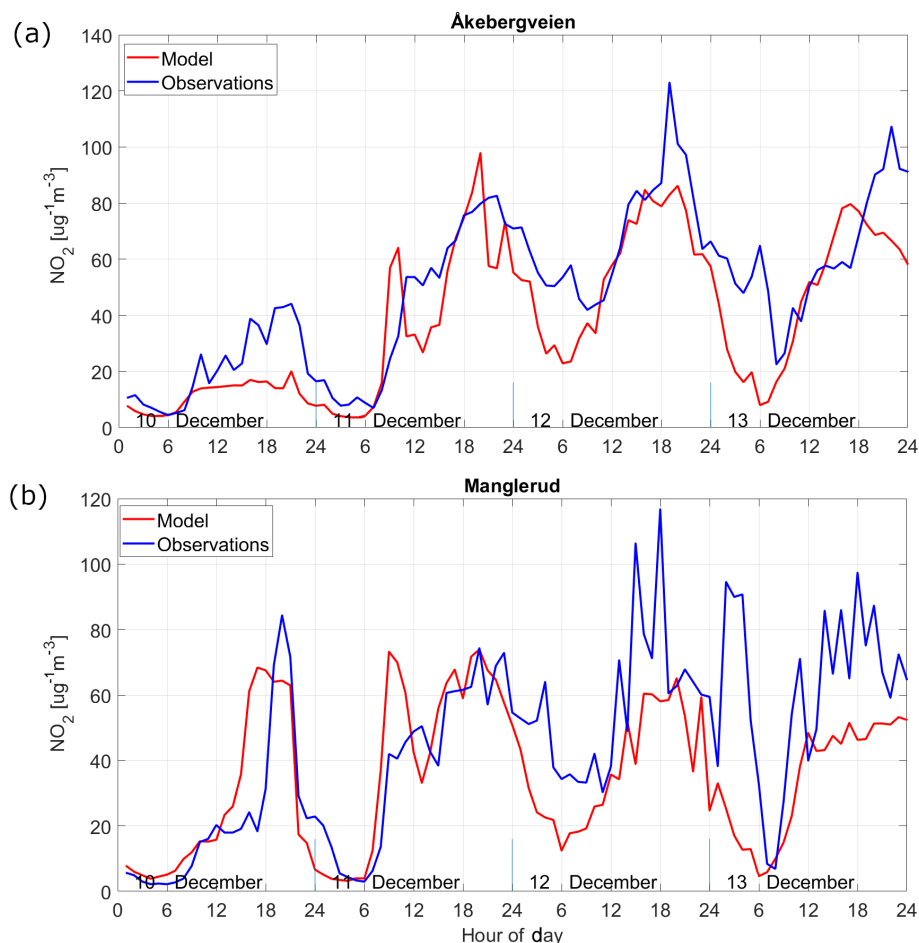 (a)
Åkebergveien
Model
Observations
NO2 [ug-1m-3]
140
120
100
80
60
40
20
0
10 December 11 December 12 December 13 December
0 6 12 18 24 6 12 18 24 6 12 18 24 6 12 18 24
(b)
Manglerud
Model
Observations
NO2 [ug-1m-3]
120
100
80
60
40
20
0
10 December 11 December 12 December 13 December
0 6 12 18 24 6 12 18 24 6 12 18 24 6 12 18 24
Hour of day